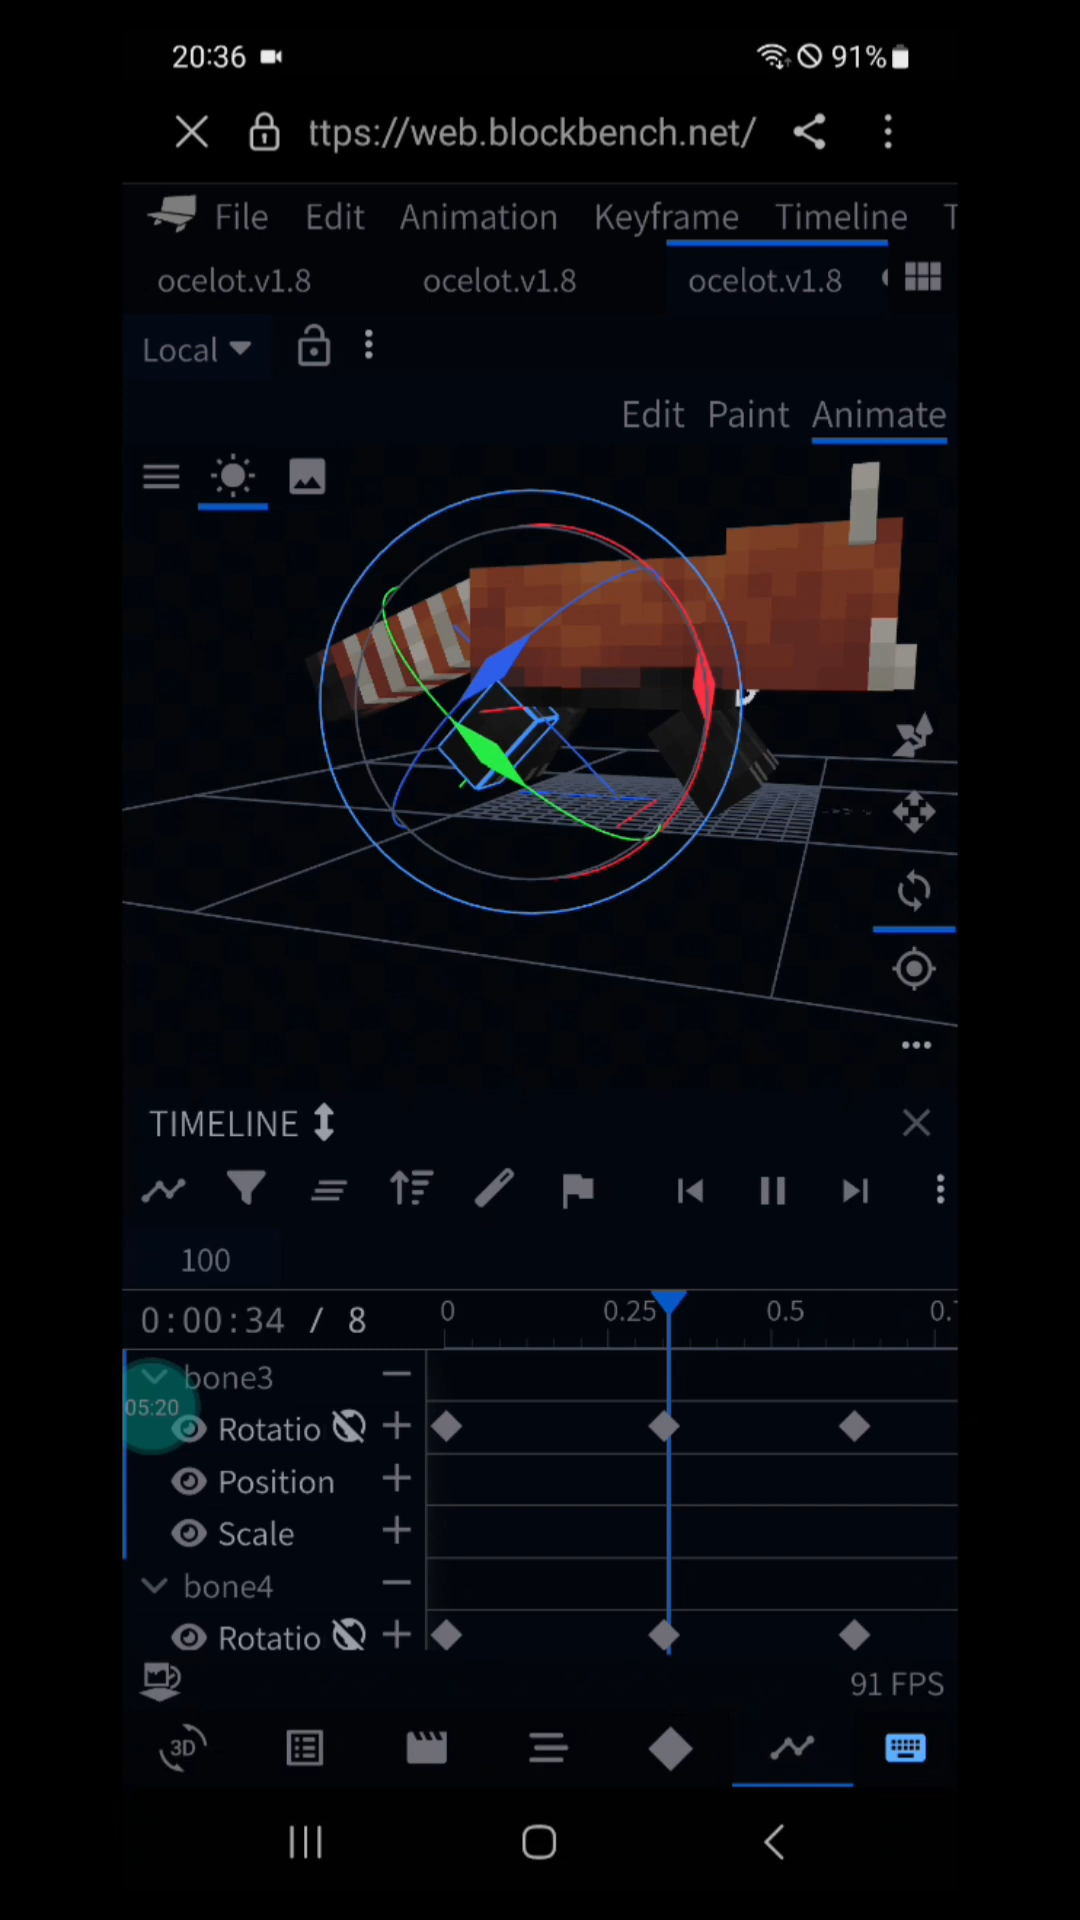 20:36 91%
ttps://web.blockbench.net/
File Edit Animation Keyframe Timeline T
ocelot.v1.8 ocelot.v1.8 ocelot.v1.8
Local
Edit Paint Animate
TIMELINE
100
0:00:34 / 8 0 0.25 0.5 0.7
bone3
05:20
Rotatio
Position
Scale
bone4
Rotatio
91 FPS
3D